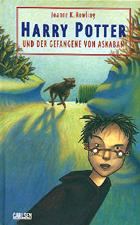 Joanne K. Rowling
HARRY POTTER
UND DER GEFANGENE VON ASKABAN
CARLSEN